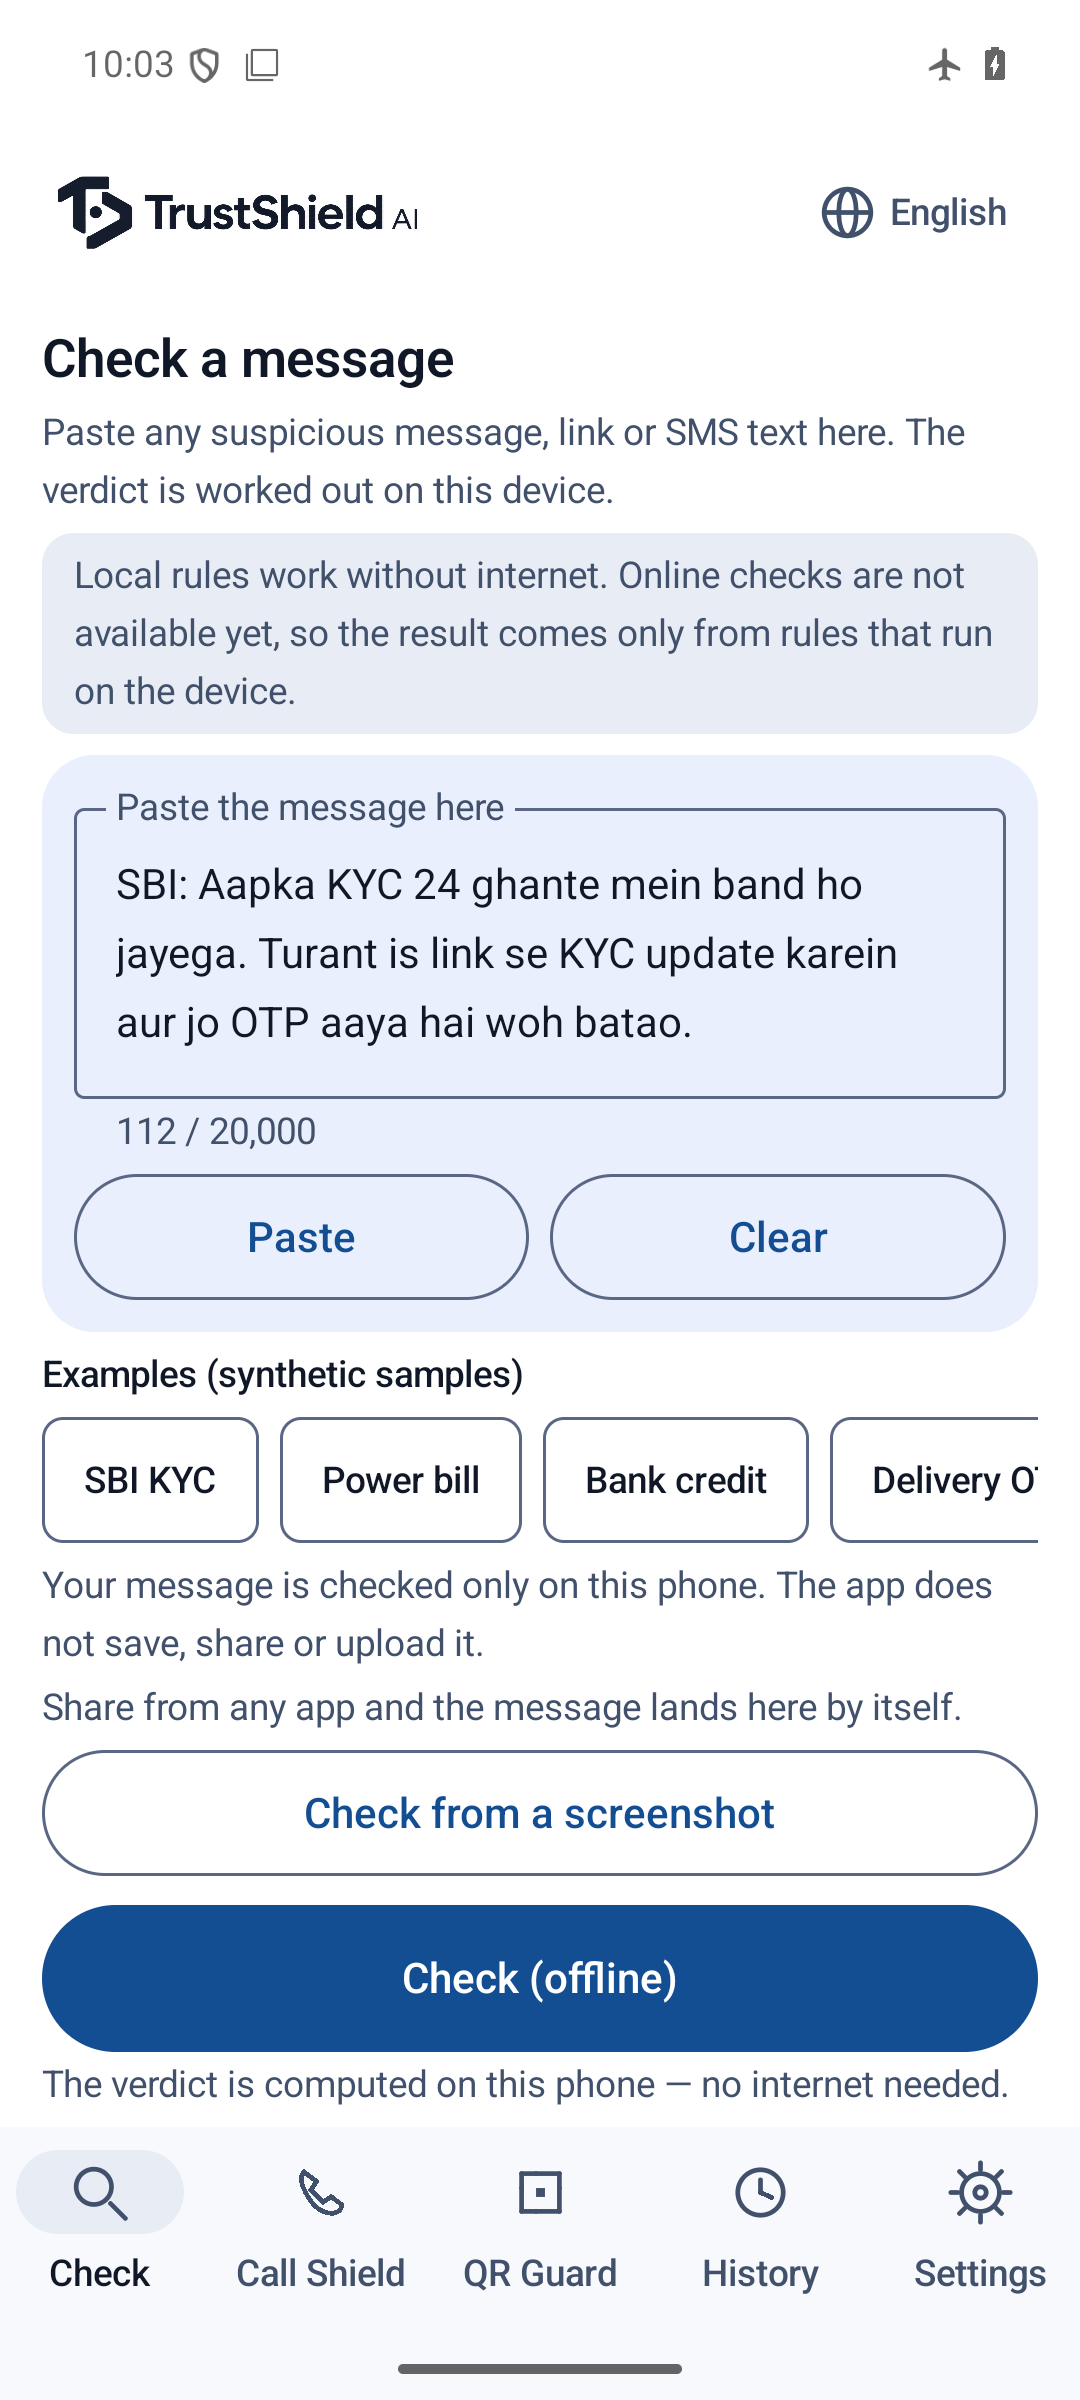 10:03
TrustShield AI
English
Check a message
Paste any suspicious message, link or SMS text here. The
verdict is worked out on this device.
Local rules work without internet. Online checks are not
available yet, so the result comes only from rules that run
on the device.
Paste the message here
SBI: Aapka KYC 24 ghante mein band ho
jayega. Turant is link se KYC update karein
aur jo OTP aaya hai woh batao.
112 / 20,000
Paste
Clear
Examples (synthetic samples)
SBI KYC
Power bill
Bank credit
Delivery
Your message is checked only on this phone. The app does
not save, share or upload it.
Share from any app and the message lands here by itself.
Check from a screenshot
Check (offline)
The verdict is computed on this phone — no internet needed.
Check
Call Shield
QR Guard
History
Settings